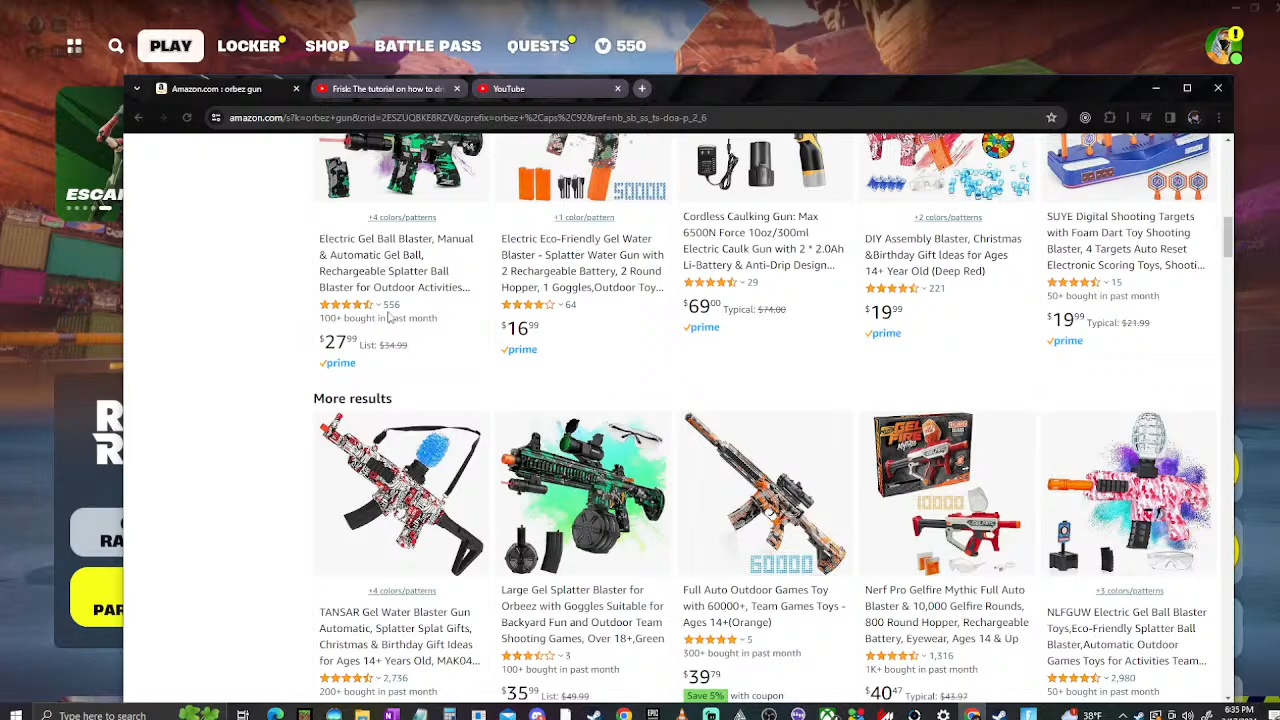 PLAY LOCKER SHOP BATTLE PASS QUESTS 550
Amazon.com : orbez gun
Frisk: The tutorial on how to dr
YouTube
amazon.com/s?k=orbez+gun&crid=2ESZUQBKE8RZV&sprefix=orbez+%2Caps%2C92&ref=nb_sb_ss_ts-doa-p_2_6
ESCAP
+4 colors/patterns
Electric Gel Ball Blaster, Manual
& Automatic Gel Ball,
Rechargeable Splatter Ball
Blaster for Outdoor Activities...
556
100+ bought in past month
$27.99 List: $34.99
prime
50000
+1 color/pattern
Electric Eco-Friendly Gel Water
Blaster - Splatter Water Gun with
2 Rechargeable Battery, 2 Round
Hopper, 1 Goggles,Outdoor Toy...
64
$16.99
prime
Cordless Caulking Gun: Max
6500N Force 10oz/300ml
Electric Caulk Gun with 2 * 2.0Ah
Li-Battery & Anti-Drip Design...
29
$69.00 Typical: $74.00
prime
+2 colors/patterns
DIY Assembly Blaster, Christmas
&Birthday Gift Ideas for Ages
14+ Year Old (Deep Red)
221
$19.99
prime
SUYE Digital Shooting Targets
with Foam Dart Toy Shooting
Blaster, 4 Targets Auto Reset
Electronic Scoring Toys, Shooti...
15
50+ bought in past month
$19.99 Typical: $21.99
prime
More results
+4 colors/patterns
TANSAR Gel Water Blaster Gun
Automatic, Splatter Splat Gifts,
Christmas & Birthday Gift Ideas
for Ages 14+ Years Old, MAK04...
2,736
200+ bought in past month
Large Gel Splatter Blaster for
Orbeez with Goggles Suitable for
Backyard Fun and Outdoor Team
Shooting Games, Over 18+,Green
3
100+ bought in past month
$35.99 List: $49.99
60000
Full Auto Outdoor Games Toy
with 60000+, Team Games Toys -
Ages 14+(Orange)
5
300+ bought in past month
$39.79
Save 5% with coupon
GELFIRE
10000
Nerf Pro Gelfire Mythic Full Auto
Blaster & 10,000 Gelfire Rounds,
800 Round Hopper, Rechargeable
Battery, Eyewear, Ages 14 & Up
1,316
1K+ bought in past month
$40.47 Typical: $43.97
+3 colors/patterns
NLFGUW Electric Gel Ball Blaster
Toys,Eco-Friendly Splatter Ball
Blaster,Automatic Outdoor
Games Toys for Activities Team...
2,980
50+ bought in past month
R
R
RA
PAR
Type here to search
38°F
6:35 PM